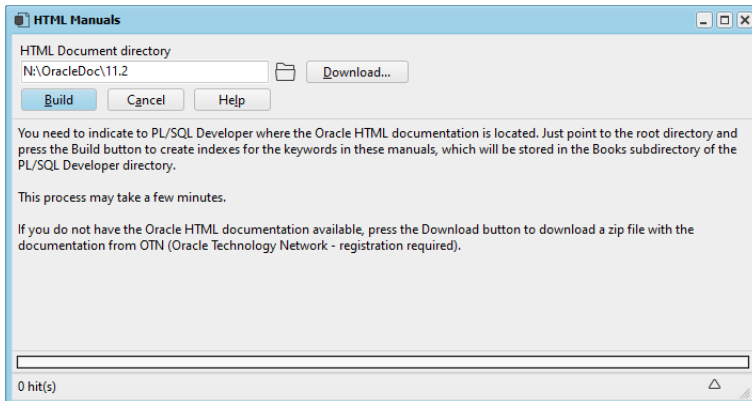 HTML Manuals
HTML Document directory
N:\OracleDoc\11.2
Download...
Build Cancel Help
You need to indicate to PL/SQL Developer where the Oracle HTML documentation is located. Just point to the root directory and
press the Build button to create indexes for the keywords in these manuals, which will be stored in the Books subdirectory of the
PL/SQL Developer directory.
This process may take a few minutes.
If you do not have the Oracle HTML documentation available, press the Download button to download a zip file with the
documentation from OTN (Oracle Technology Network - registration required).
0 hit(s)